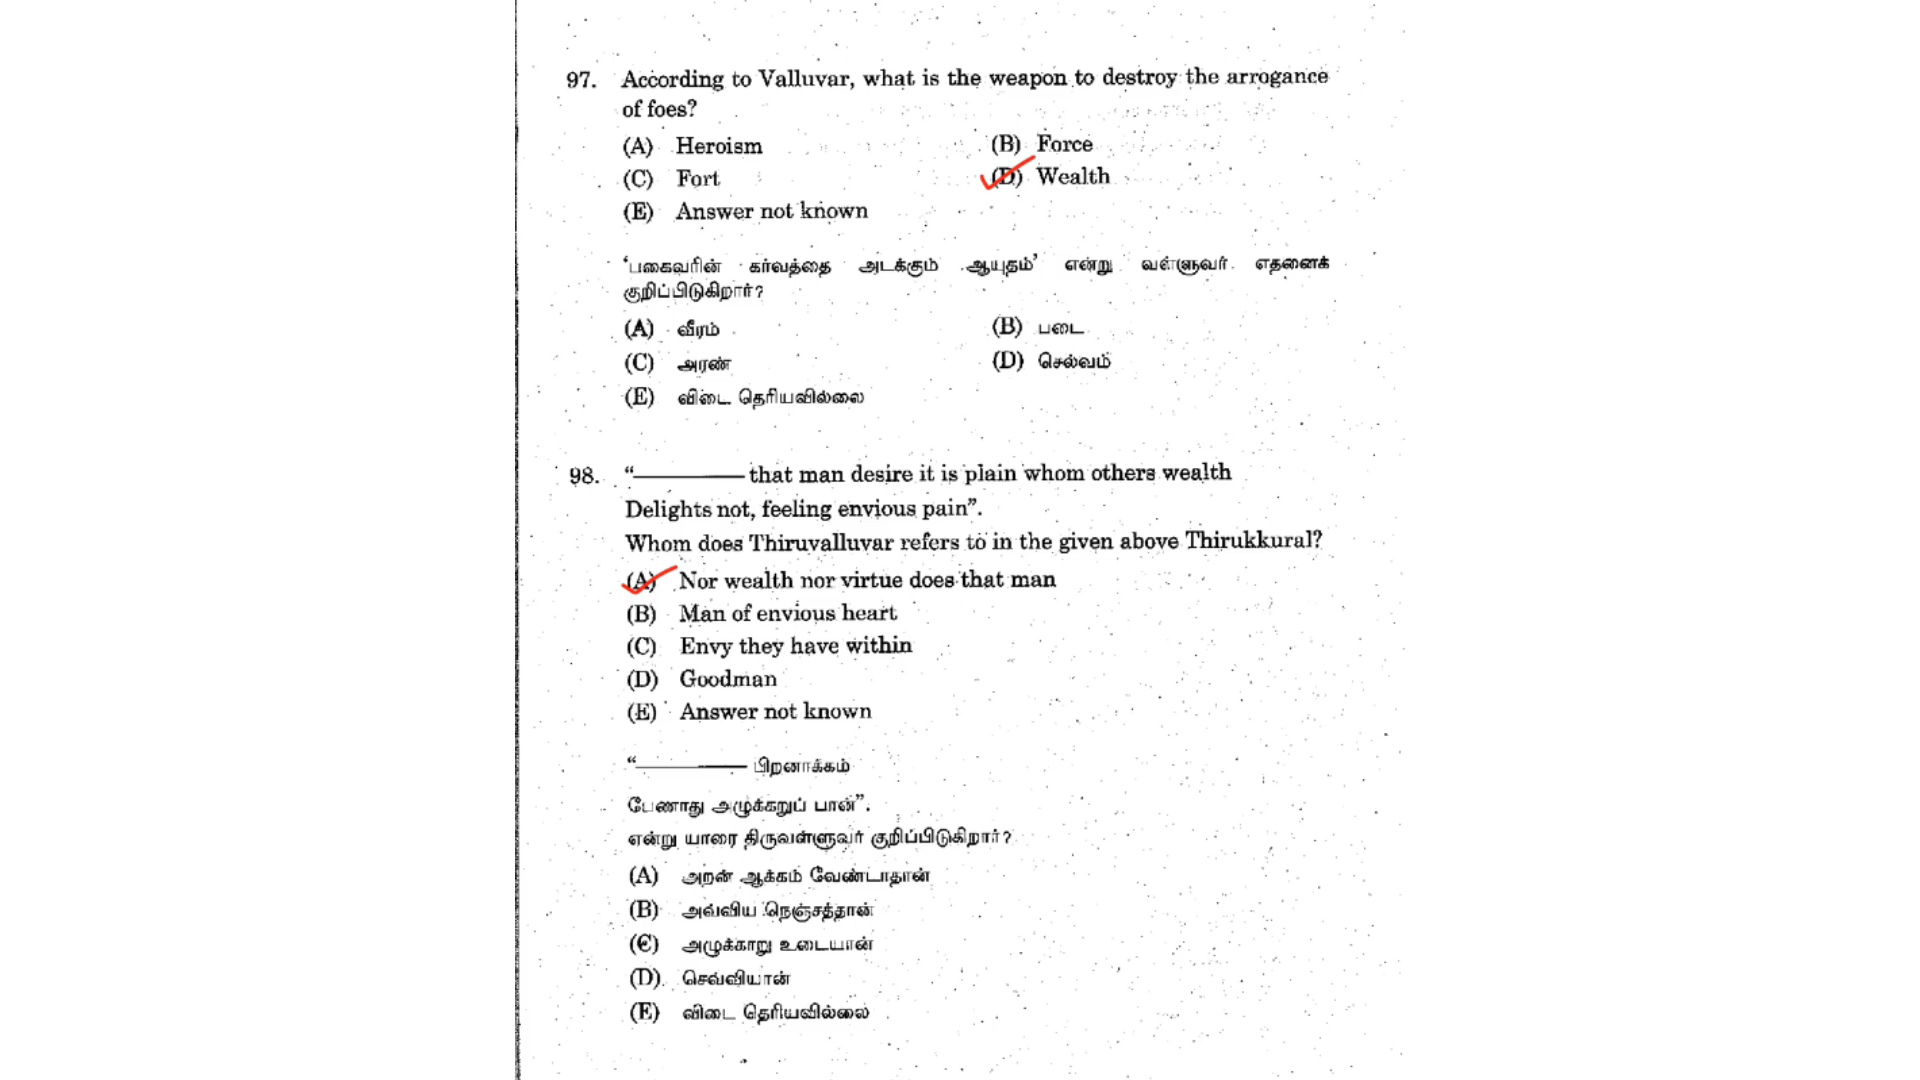 97. According to Valluvar, what is the weapon to destroy the arrogance
of foes?
(A) Heroism (B) Force
(C) Fort (D) Wealth
(E) Answer not known
'பகைவரின் கர்வத்தை அடக்கும் ஆயுதம்' என்று வள்ளுவர் எதனைக்
குறிப்பிடுகிறார்?
(A) வீரம் (B) படை
(C) அரண் (D) செல்வம்
(E) விடை தெரியவில்லை
98. "———— that man desire it is plain whom others wealth
Delights not, feeling envious pain".
Whom does Thiruvalluvar refers to in the given above Thirukkural?
(A) Nor wealth nor virtue does that man
(B) Man of envious heart
(C) Envy they have within
(D) Goodman
(E) Answer not known
"———— பிறனாக்கம்
பேணாது அழுக்கறுப் பான்".
என்று யாரை திருவள்ளுவர் குறிப்பிடுகிறார்?
(A) அறன் ஆக்கம் வேண்டாதான்
(B) அவ்விய நெஞ்சத்தான்
(C) அழுக்காறு உடையான்
(D) செவ்வியான்
(E) விடை தெரியவில்லை